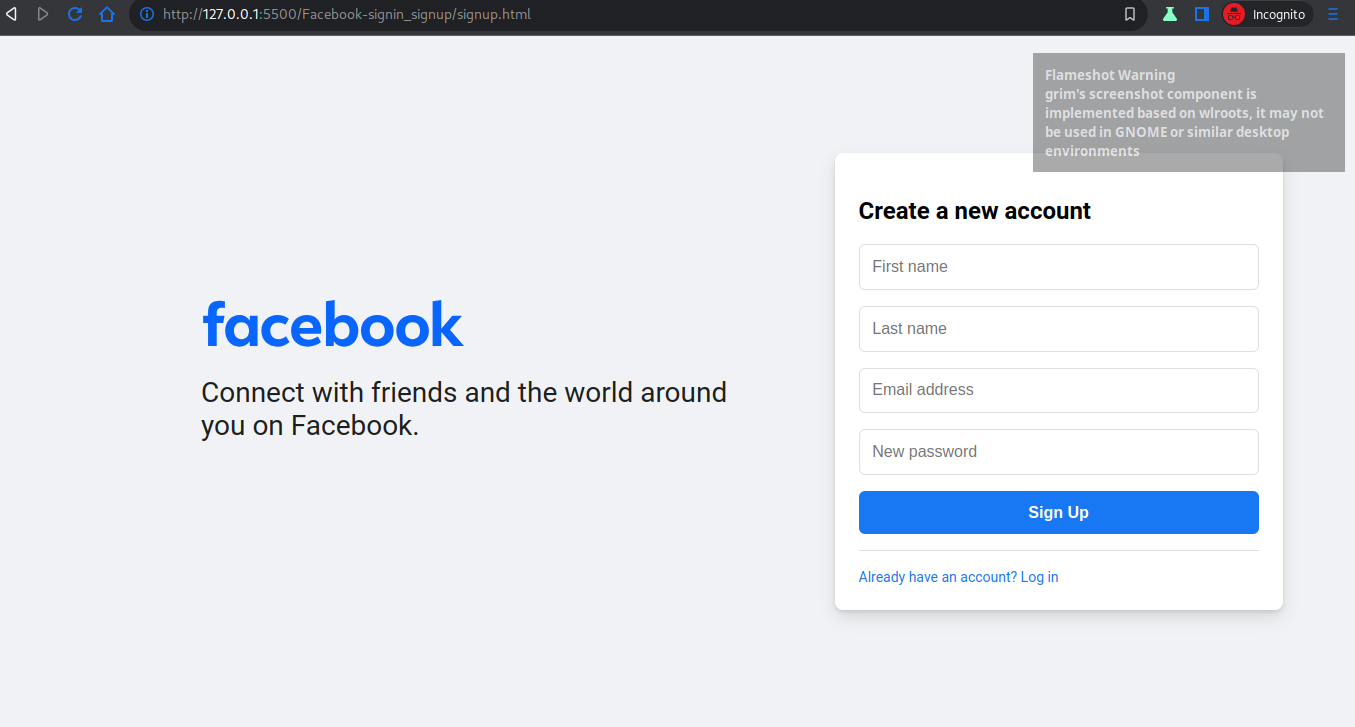 http://127.0.0.1:5500/Facebook-signin_signup/signup.html
Incognito
Flameshot Warning
grim's screenshot component is
implemented based on wlroots, it may not
be used in GNOME or similar desktop
environments
facebook
Connect with friends and the world around
you on Facebook.
Create a new account
First name
Last name
Email address
New password
Sign Up
Already have an account? Log in